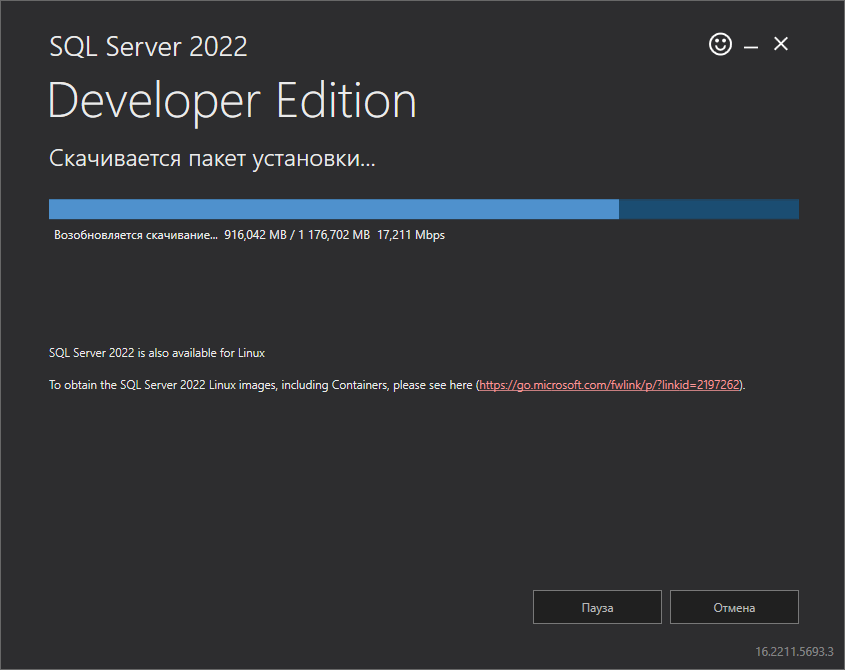 SQL Server 2022
Developer Edition
Скачивается пакет установки...
Возобновляется скачивание... 916,042 MB / 1 176,702 MB 17,211 Mbps
SQL Server 2022 is also available for Linux
To obtain the SQL Server 2022 Linux images, including Containers, please see here (https://go.microsoft.com/fwlink/p/?linkid=2197262).
Пауза
Отмена
16.2211.5693.3